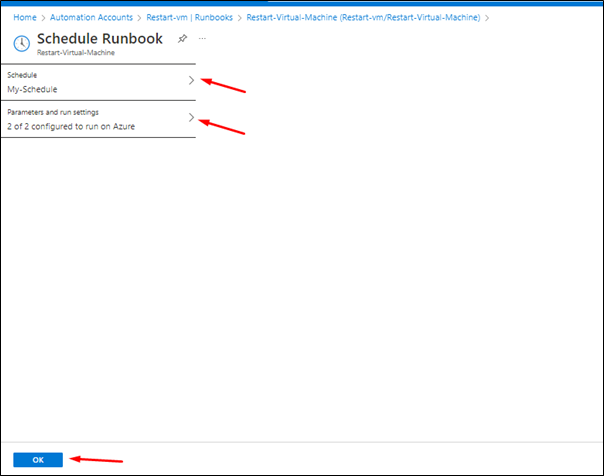 Home > Automation Accounts > Restart-vm | Runbooks > Restart-Virtual-Machine (Restart-vm/Restart-Virtual-Machine) >
Schedule Runbook ...
Restart-Virtual-Machine
Schedule
My-Schedule
Parameters and run settings
2 of 2 configured to run on Azure
OK